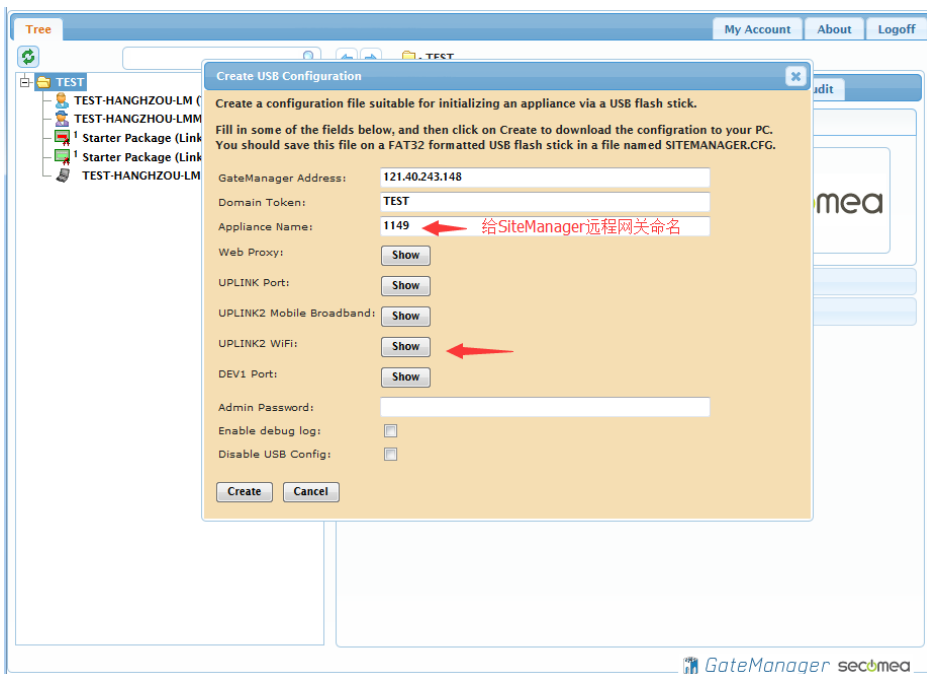 Tree
My Account
About
Logoff
TEST
TEST
TEST-HANGHZOU-LM (
TEST-HANGHZOU-LMM
1 Starter Package (Link
1 Starter Package (Link
TEST-HANGHZOU-LM
udit
mea
Create USB Configuration
Create a configuration file suitable for initializing an appliance via a USB flash stick.
Fill in some of the fields below, and then click on Create to download the configration to your PC.
You should save this file on a FAT32 formatted USB flash stick in a file named SITEMANAGER.CFG.
GateManager Address: 121.40.243.148
Domain Token: TEST
Appliance Name: 1149 给SiteManager远程网关命名
Web Proxy: Show
UPLINK Port: Show
UPLINK2 Mobile Broadband: Show
UPLINK2 WiFi: Show
DEV1 Port: Show
Admin Password:
Enable debug log:
Disable USB Config:
Create Cancel
GateManager secomea